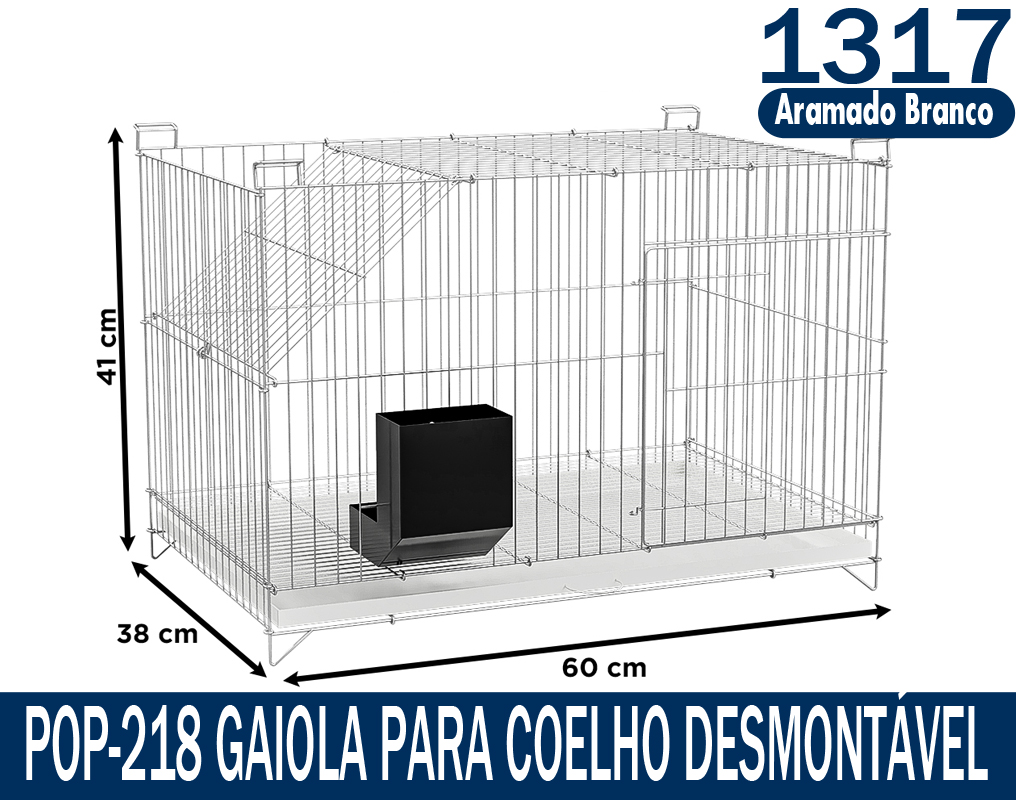 1317
Aramado Branco
41 cm
38 cm
60 cm
POP-218 GAIOLA PARA COELHO DESMONTÁVEL